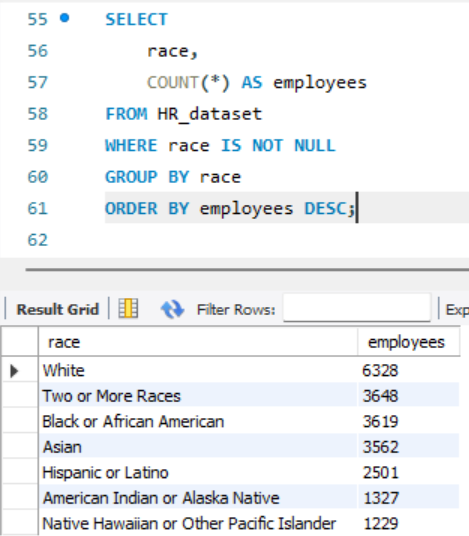 55 SELECT
56 race,
57 COUNT(*) AS employees
58 FROM HR_dataset
59 WHERE race IS NOT NULL
60 GROUP BY race
61 ORDER BY employees DESC;
62
Result Grid Filter Rows: Exp
race employees
White 6328
Two or More Races 3648
Black or African American 3619
Asian 3562
Hispanic or Latino 2501
American Indian or Alaska Native 1327
Native Hawaiian or Other Pacific Islander 1229